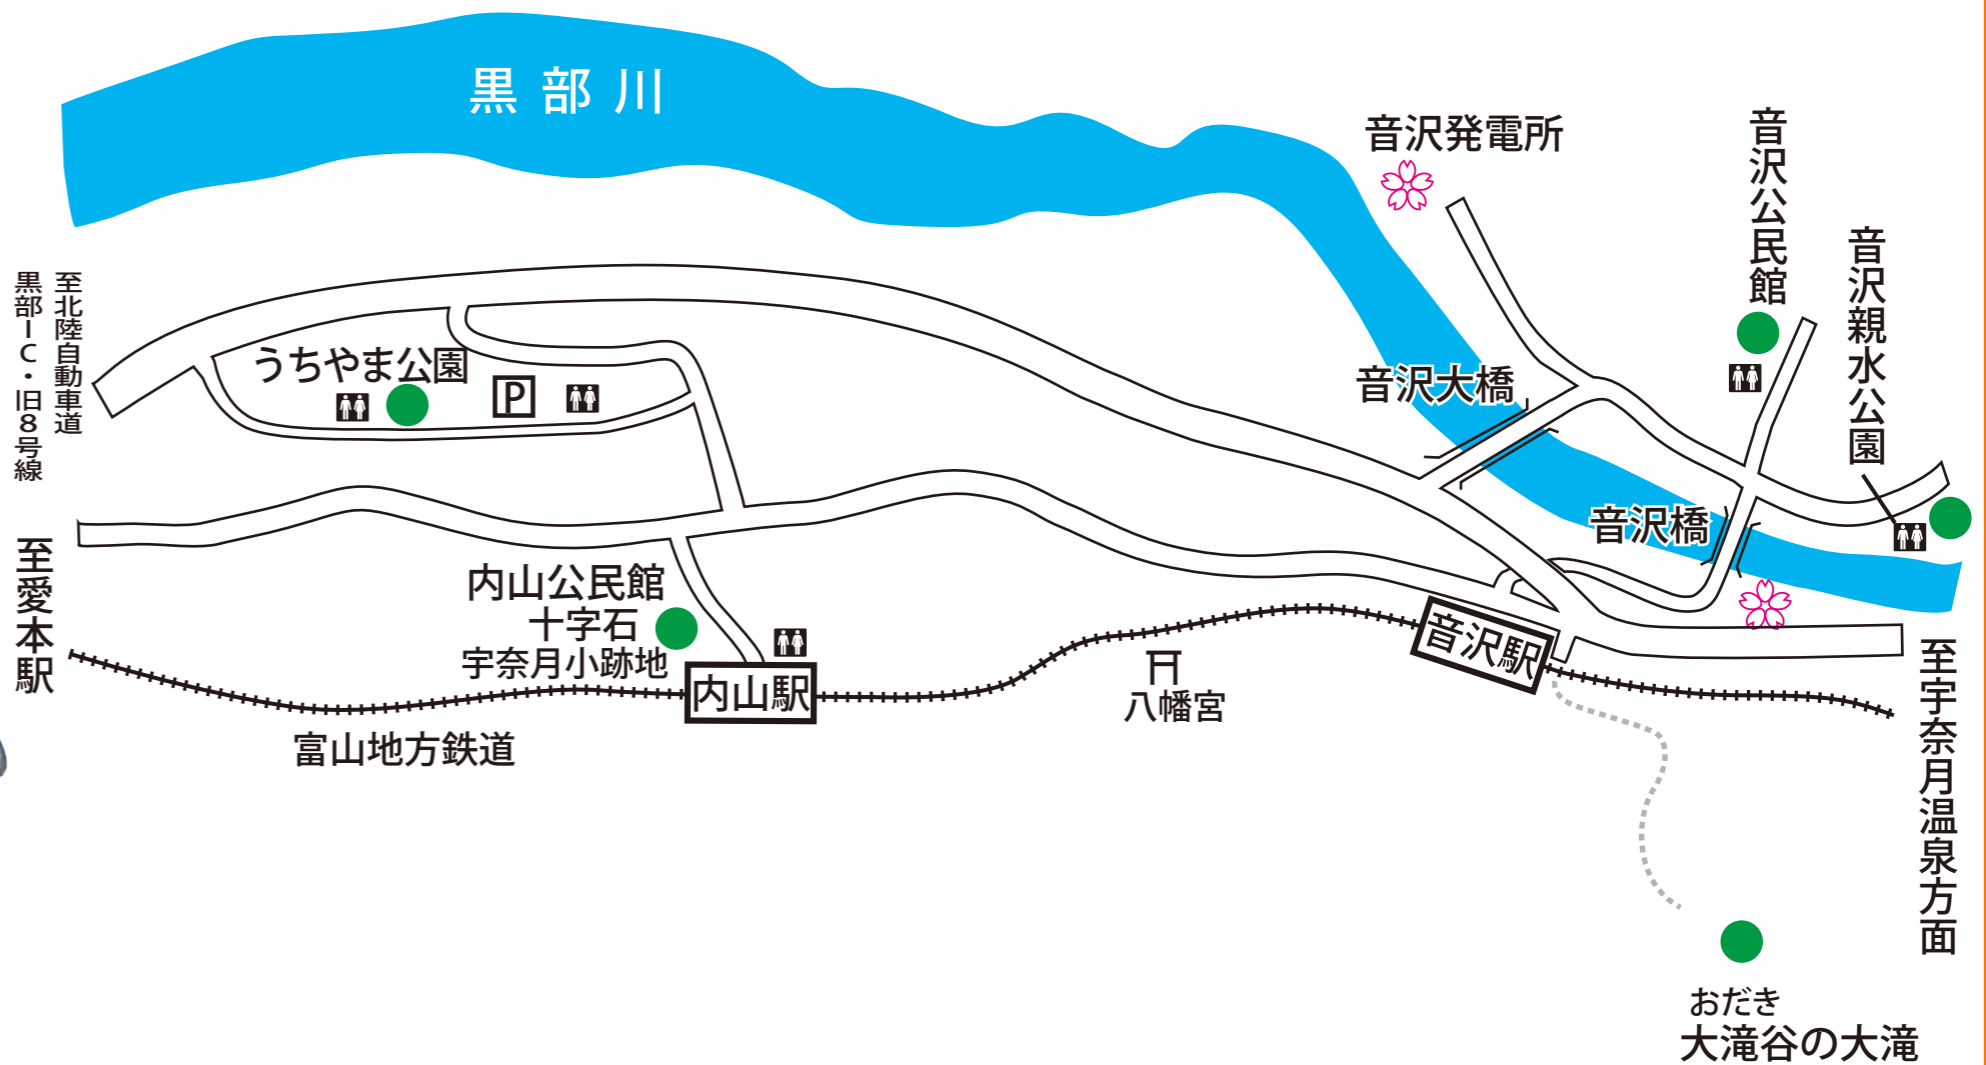 黒部川
音沢発電所
音沢公民館
音沢親水公園
至北陸自動車道
黒部IC・旧8号線
うちやま公園
P
音沢大橋
音沢橋
至愛本駅
内山公民館
十字石
宇奈月小跡地
内山駅
音沢駅
八幡宮
富山地方鉄道
至宇奈月温泉方面
おだき
大滝谷の大滝